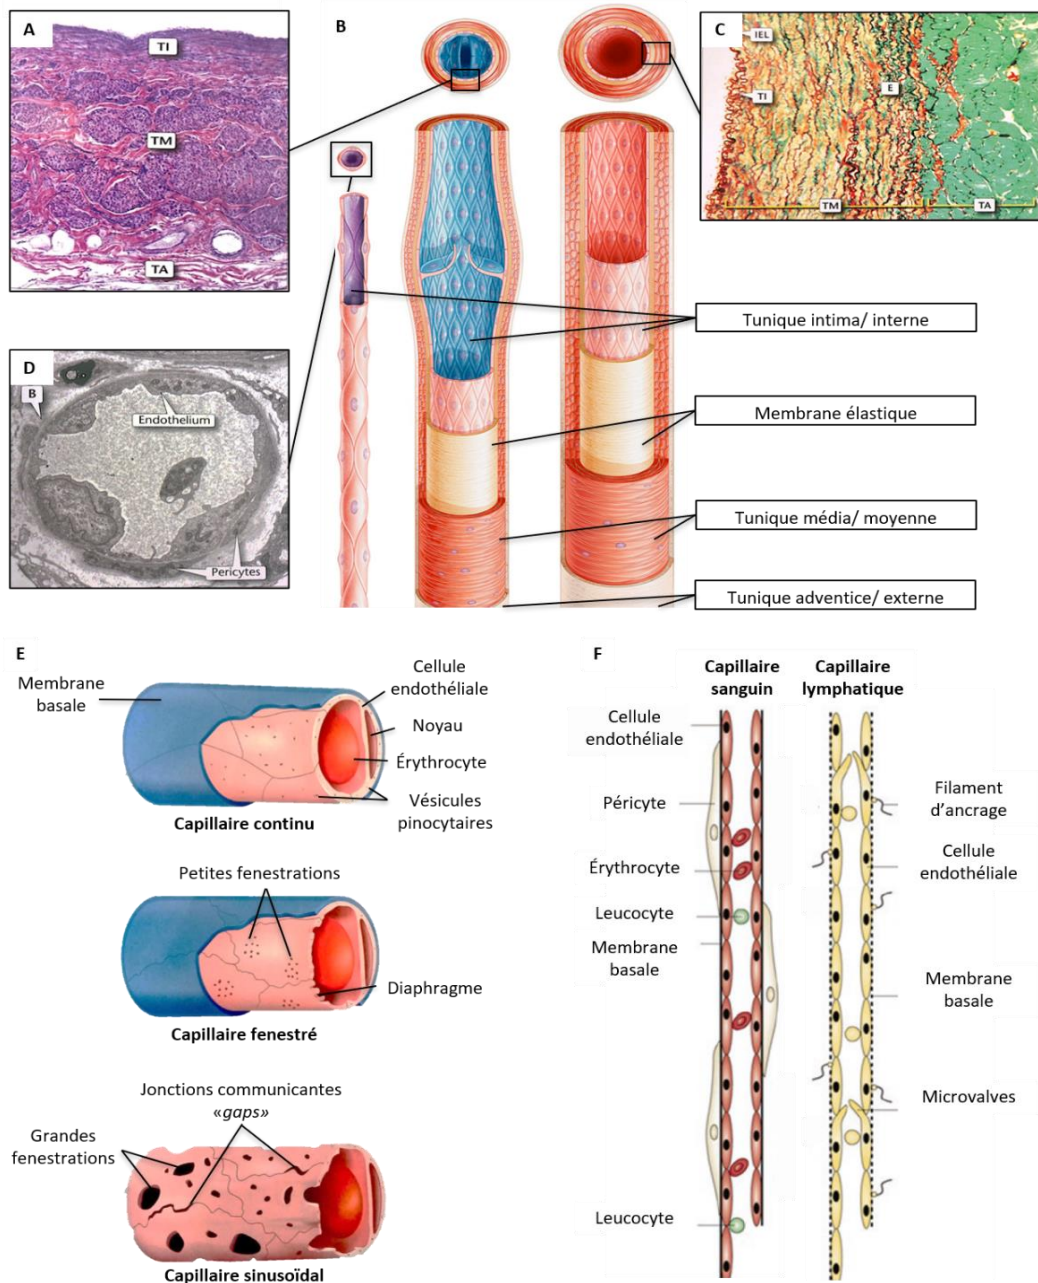 A
TI
TM
TA
B
C
IEL
TI
E
TM
TA
Tunique intima/ interne
Membrane élastique
Tunique média/ moyenne
Tunique adventice/ externe
D
B
Endothelium
Pericytes
E
Membrane
basale
Cellule
endothéliale
Noyau
Érythrocyte
Vésicules
pinocytaires
Capillaire continu
Petites fenestrations
Diaphragme
Capillaire fenestré
Jonctions communicantes
«gaps»
Grandes
fenestrations
Capillaire sinusoïdal
F
Capillaire
sanguin
Capillaire
lymphatique
Cellule
endothéliale
Péricyte
Érythrocyte
Leucocyte
Membrane
basale
Leucocyte
Filament
d'ancrage
Cellule
endothéliale
Membrane
basale
Microvalves